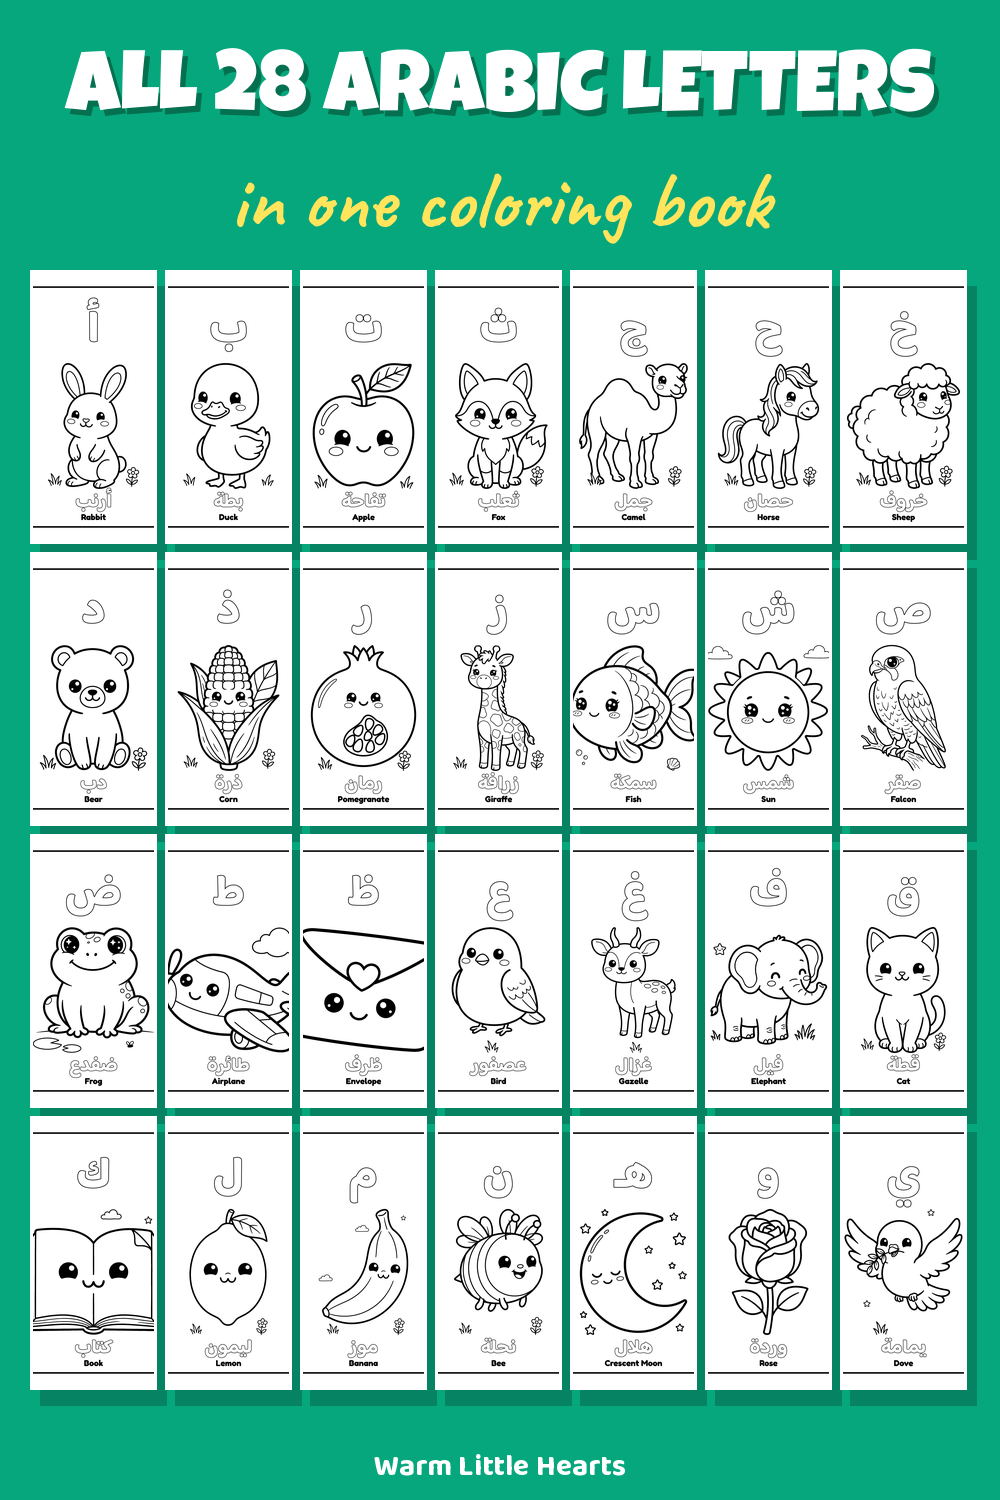 ALL 28 ARABIC LETTERS
in one coloring book
أ
أرنب
Rabbit
ب
بطة
Duck
ت
تفاحة
Apple
ث
ثعلب
Fox
ج
جمل
Camel
ح
حصان
Horse
خ
خروف
Sheep
د
دب
Bear
ذ
ذرة
Corn
ر
رمان
Pomegranate
ز
زرافة
Giraffe
س
سمكة
Fish
ش
شمس
Sun
ص
صقر
Falcon
ض
ضفدع
Frog
ط
طائرة
Airplane
ظ
ظرف
Envelope
ع
عصفور
Bird
غ
غزال
Gazelle
ف
فيل
Elephant
ق
قطة
Cat
ك
كتاب
Book
ل
ليمون
Lemon
م
موز
Banana
ن
نحلة
Bee
هـ
هلال
Crescent Moon
و
وردة
Rose
ي
يمامة
Dove
Warm Little Hearts